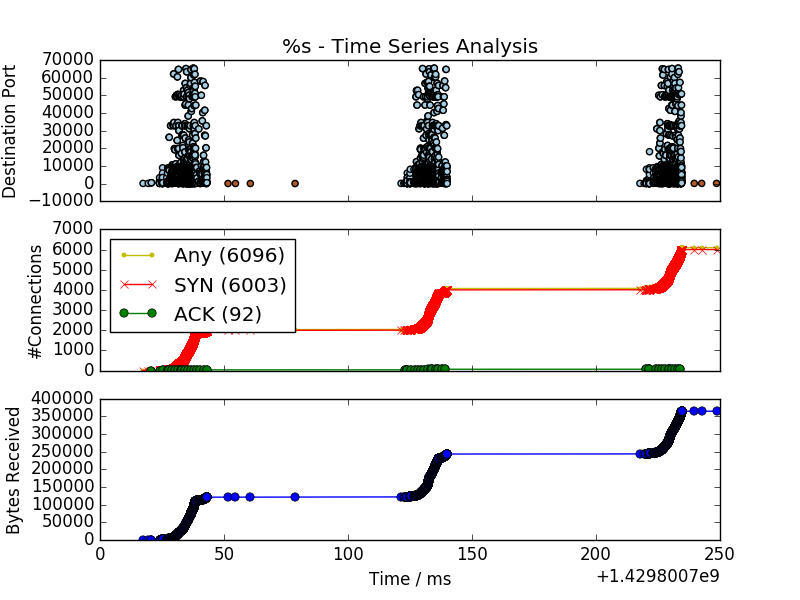 %s - Time Series Analysis
70000
60000
50000
40000
30000
20000
10000
0
−10000
Destination Port
7000
6000
5000
4000
3000
2000
1000
0
#Connections
Any (6096)
SYN (6003)
ACK (92)
400000
350000
300000
250000
200000
150000
100000
50000
0
Bytes Received
0 50 100 150 200 250
Time / ms
+1.4298007e9